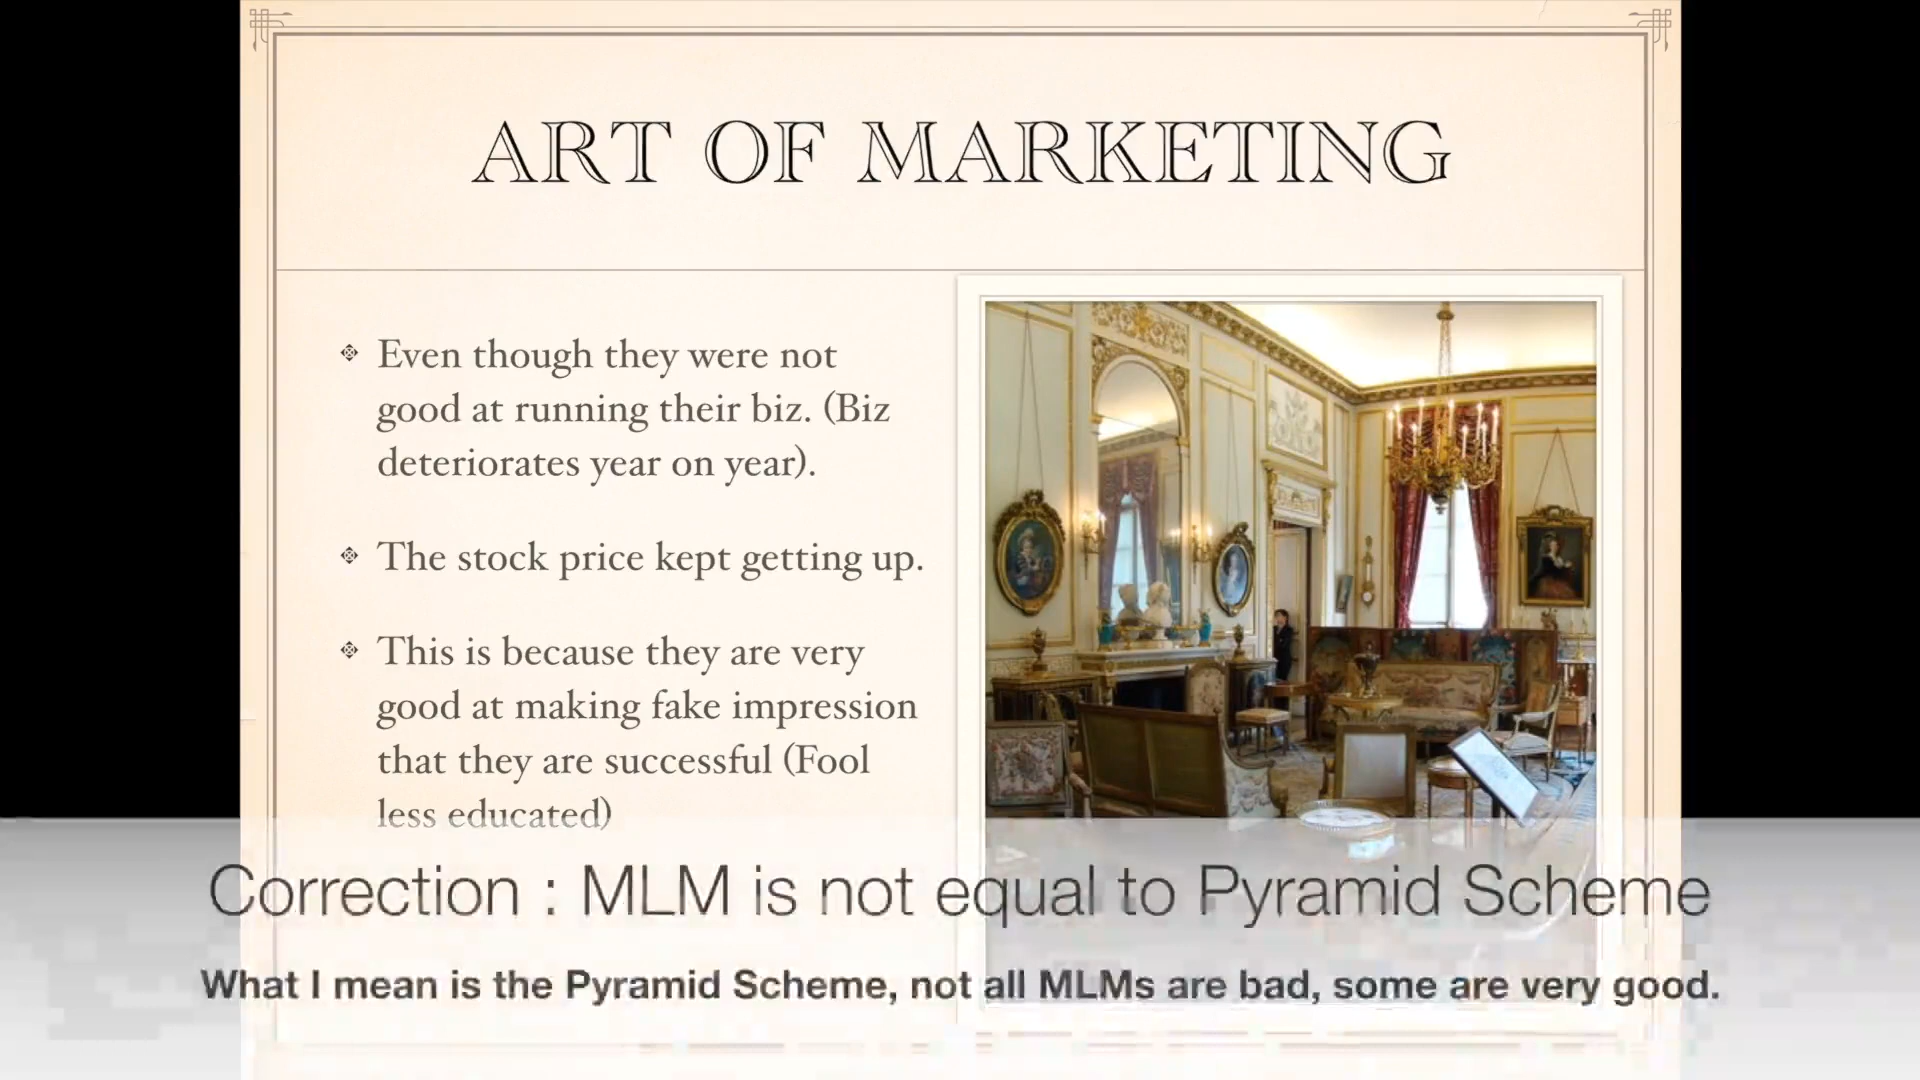 ART OF MARKETING
Even though they were not
good at running their biz. (Biz
deteriorates year on year).
The stock price kept getting up.
This is because they are very
good at making fake impression
that they are successful (Fool
less educated)
Correction : MLM is not equal to Pyramid Scheme
What I mean is the Pyramid Scheme, not all MLMs are bad, some are very good.